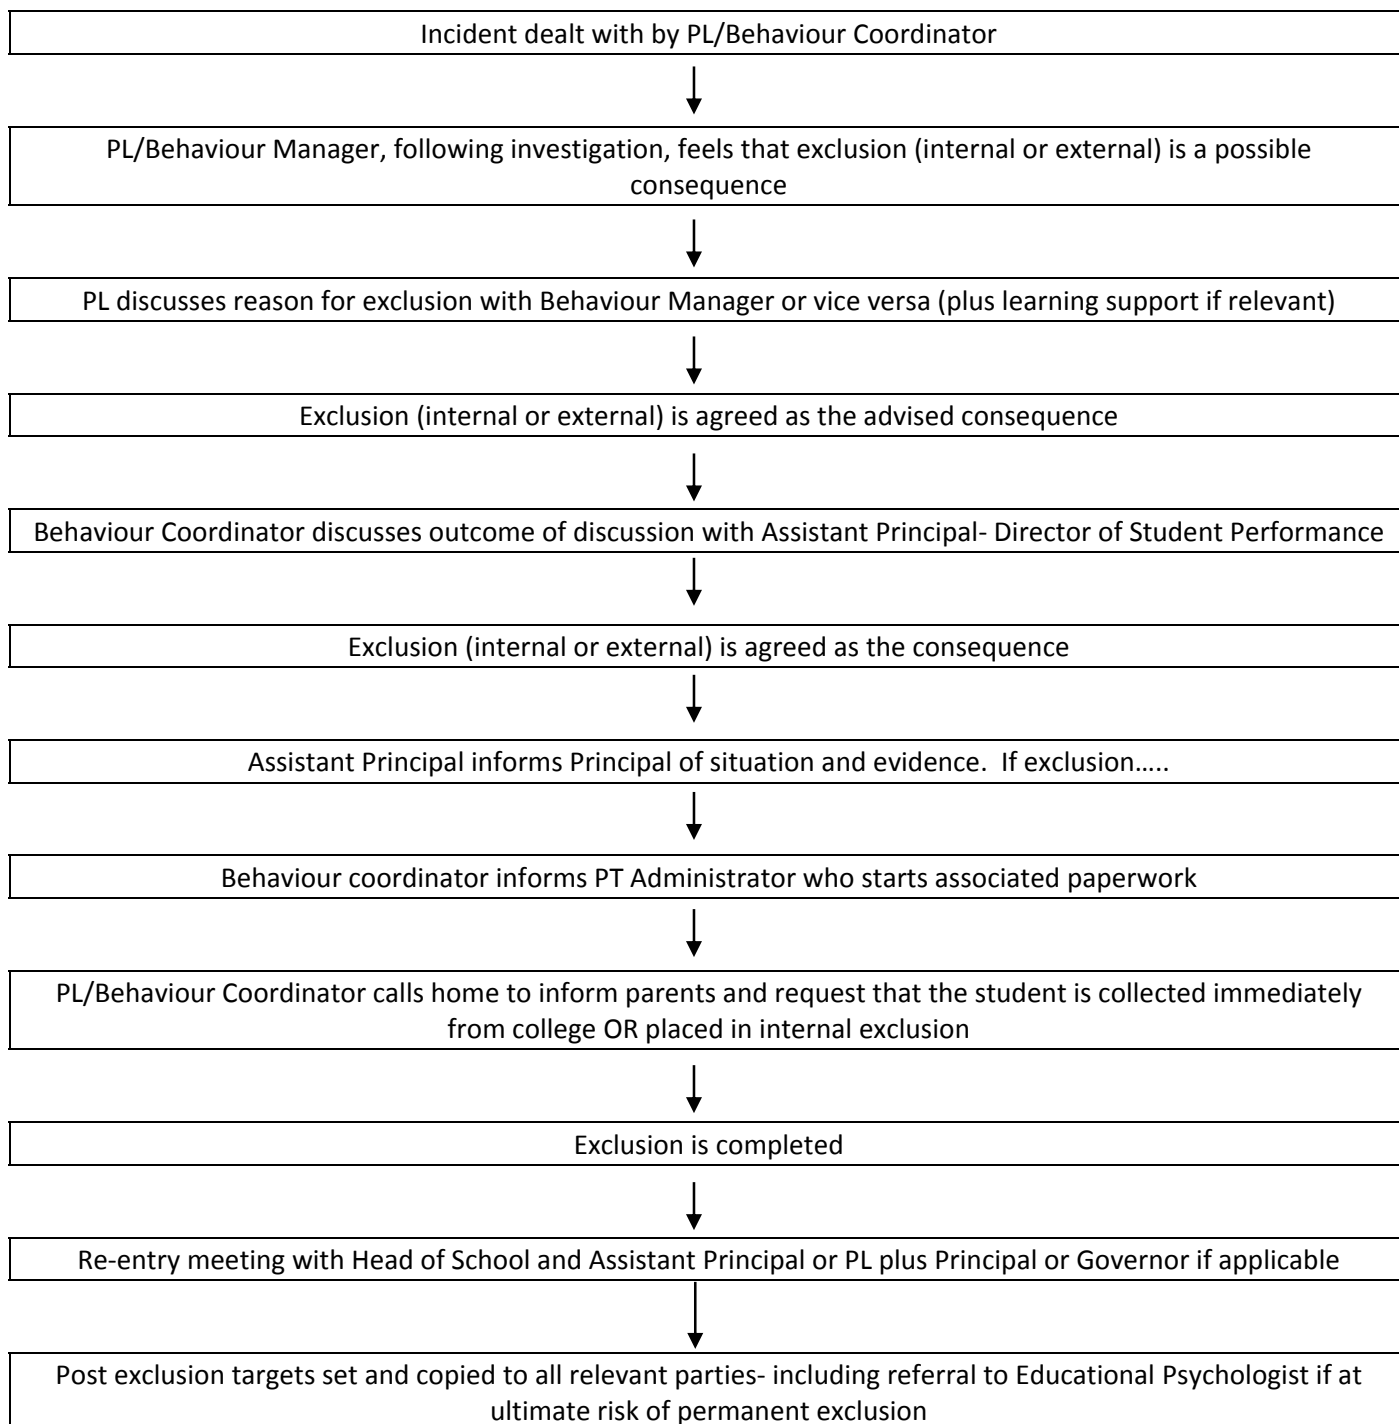 Incident dealt with by PL/Behaviour Coordinator
PL/Behaviour Manager, following investigation, feels that exclusion (internal or external) is a possible
consequence
PL discusses reason for exclusion with Behaviour Manager or vice versa (plus learning support if relevant)
Exclusion (internal or external) is agreed as the advised consequence
Behaviour Coordinator discusses outcome of discussion with Assistant Principal- Director of Student Performance
Exclusion (internal or external) is agreed as the consequence
Assistant Principal informs Principal of situation and evidence.  If exclusion…..
Behaviour coordinator informs PT Administrator who starts associated paperwork
PL/Behaviour Coordinator calls home to inform parents and request that the student is collected immediately
from college OR placed in internal exclusion
Exclusion is completed
Re-entry meeting with Head of School and Assistant Principal or PL plus Principal or Governor if applicable
Post exclusion targets set and copied to all relevant parties- including referral to Educational Psychologist if at
ultimate risk of permanent exclusion